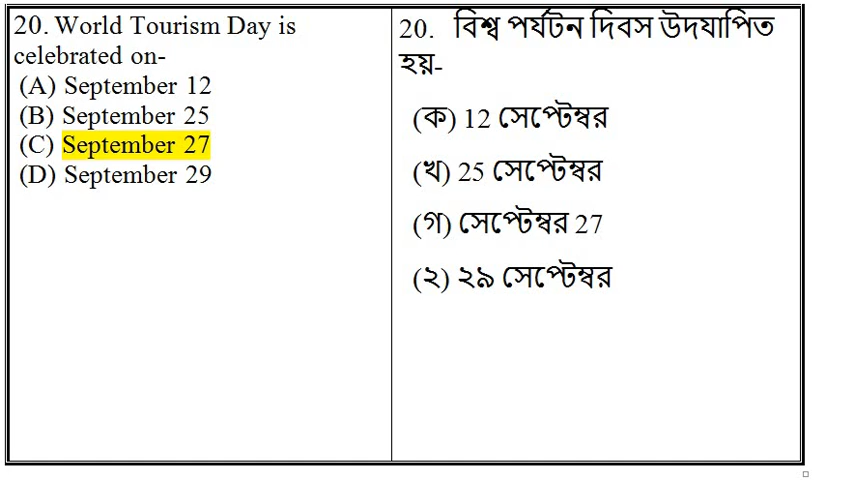 20. World Tourism Day is
celebrated on-
(A) September 12
(B) September 25
(C) September 27
(D) September 29
20. বিশ্ব পর্যটন দিবস উদযাপিত
হয়-
(ক) 12 সেপ্টেম্বর
(খ) 25 সেপ্টেম্বর
(গ) সেপ্টেম্বর 27
(২) ২৯ সেপ্টেম্বর